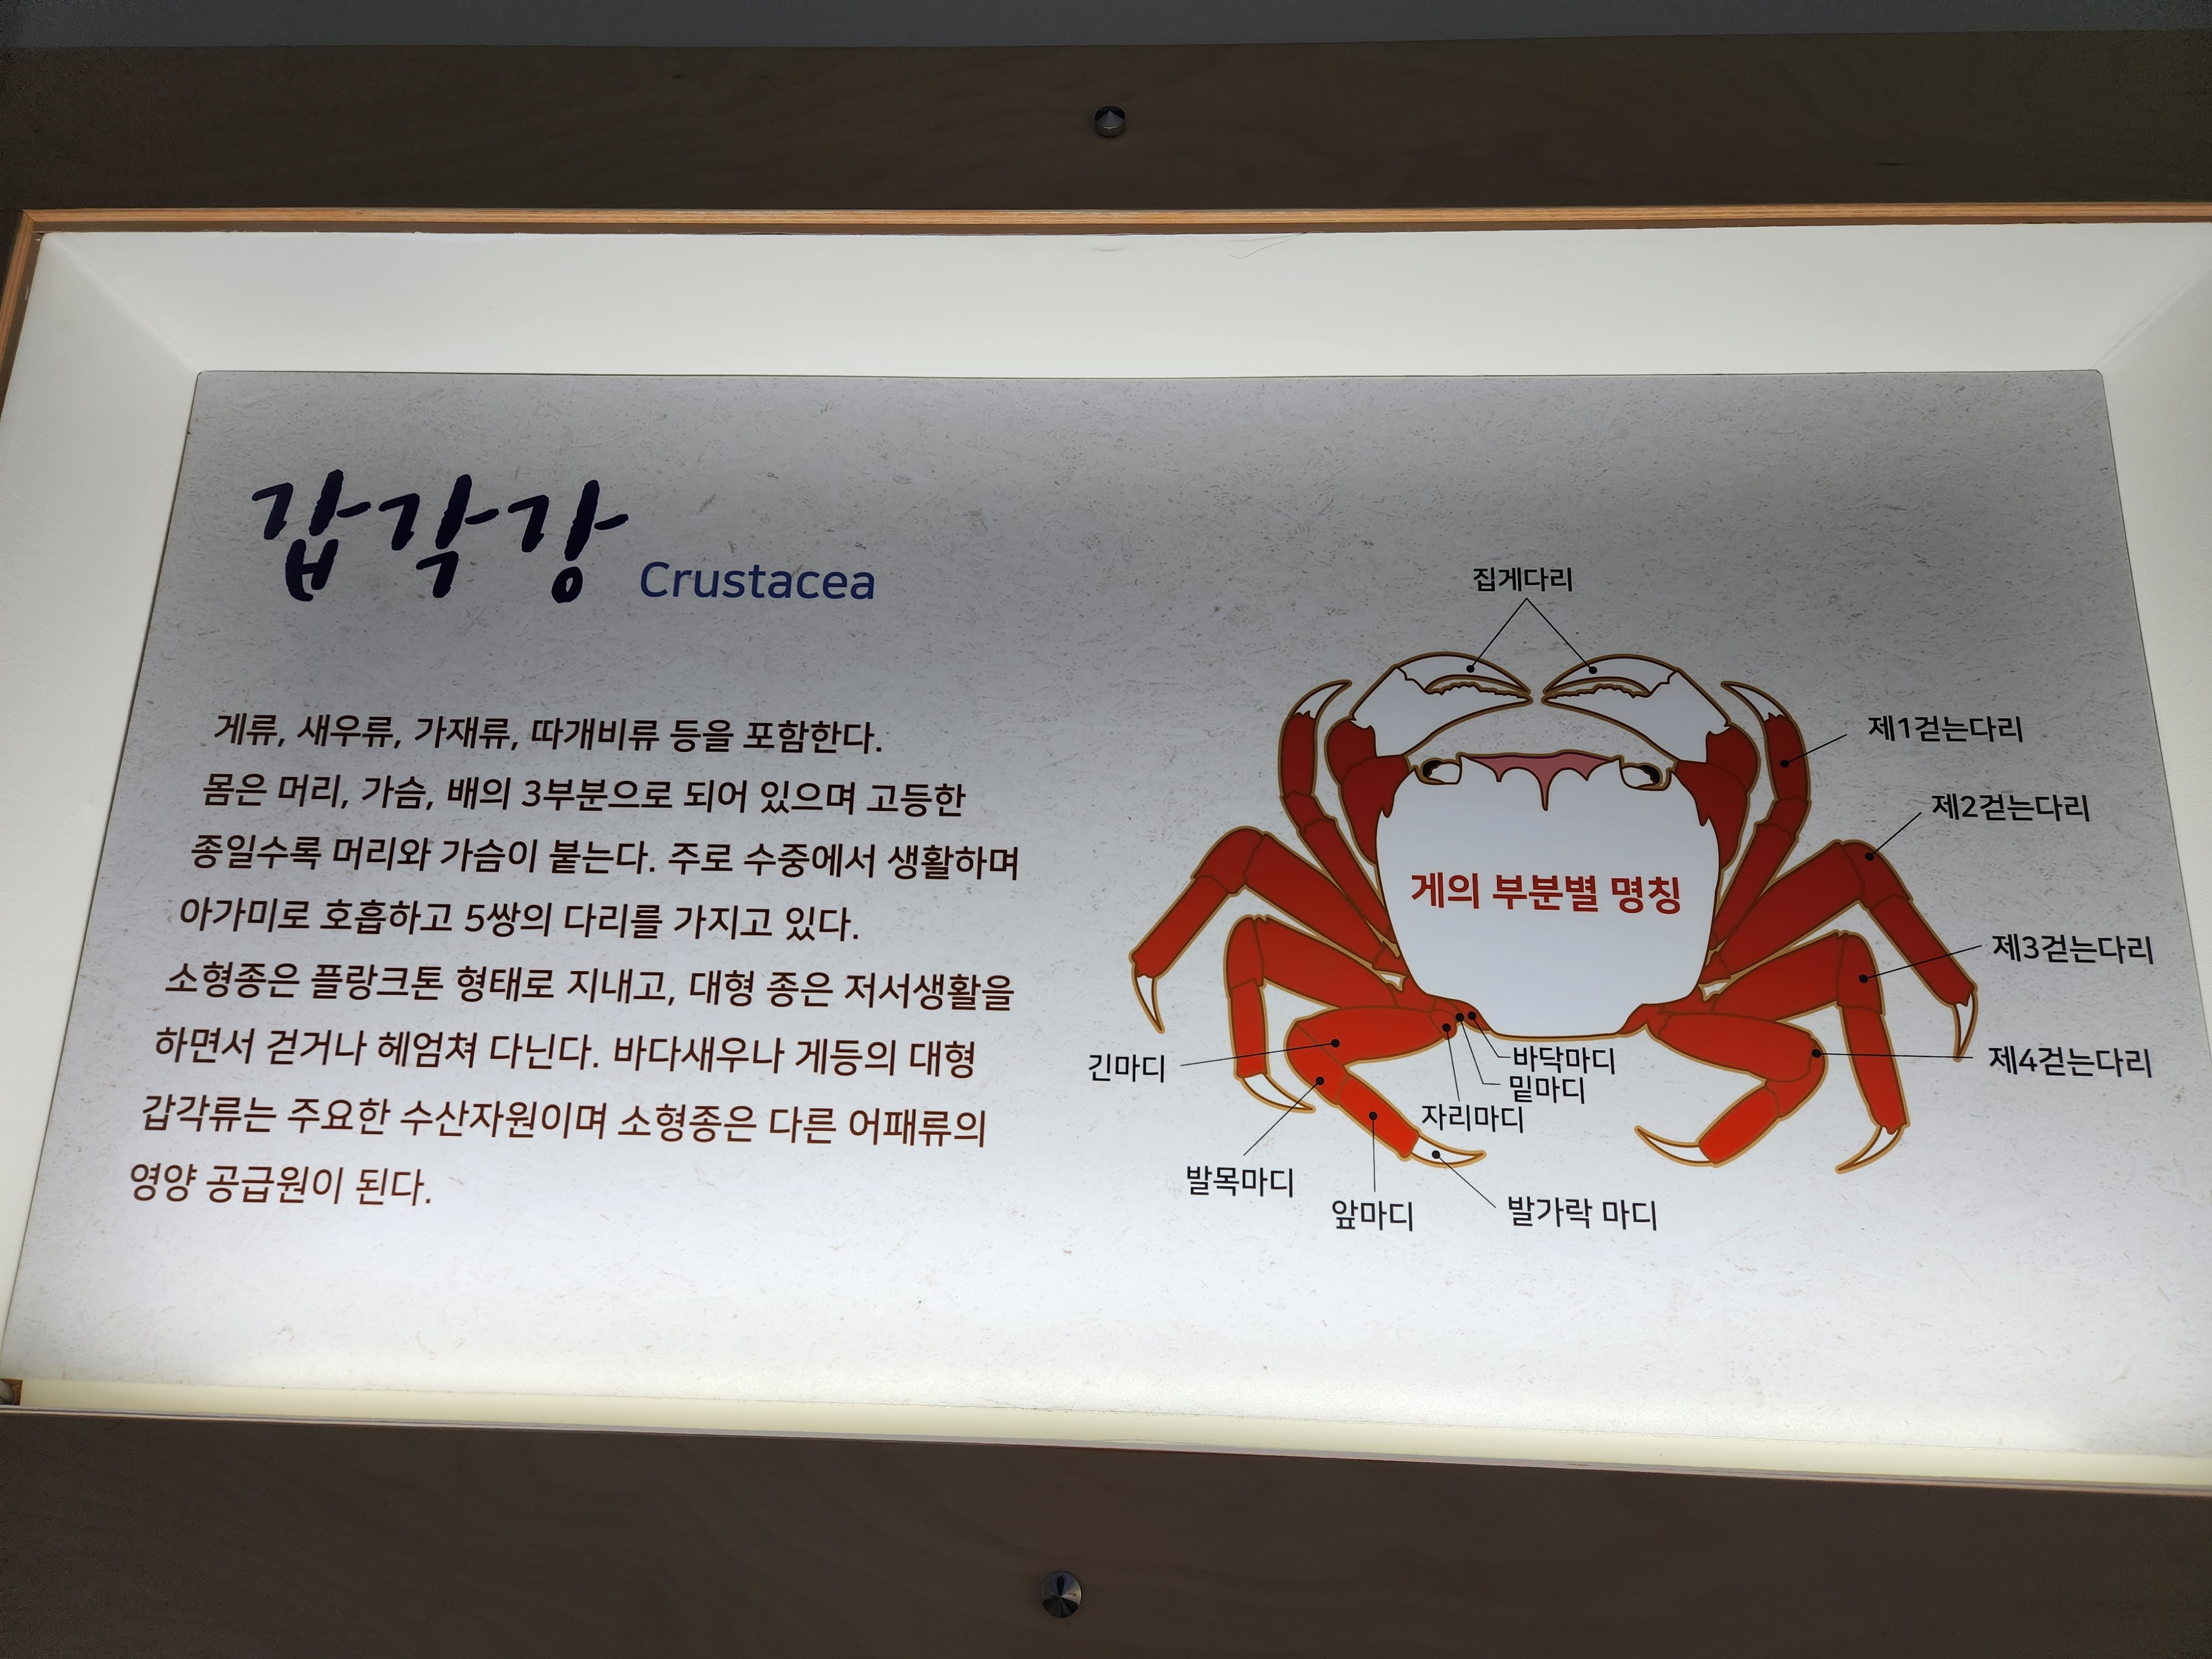 갑각강 Crustacea
게류, 새우류, 가재류, 따개비류 등을 포함한다.
몸은 머리, 가슴, 배의 3부분으로 되어 있으며 고등한
종일수록 머리와 가슴이 붙는다. 주로 수중에서 생활하며
아가미로 호흡하고 5쌍의 다리를 가지고 있다.
소형종은 플랑크톤 형태로 지내고, 대형 종은 저서생활을
하면서 걷거나 헤엄쳐 다닌다. 바다새우나 게등의 대형
갑각류는 주요한 수산자원이며 소형종은 다른 어패류의
영양 공급원이 된다.
집게다리
제1걷는다리
제2걷는다리
게의 부분별 명칭
제3걷는다리
제4걷는다리
긴마디
바닥마디
밑마디
자리마디
발목마디
앞마디
발가락 마디